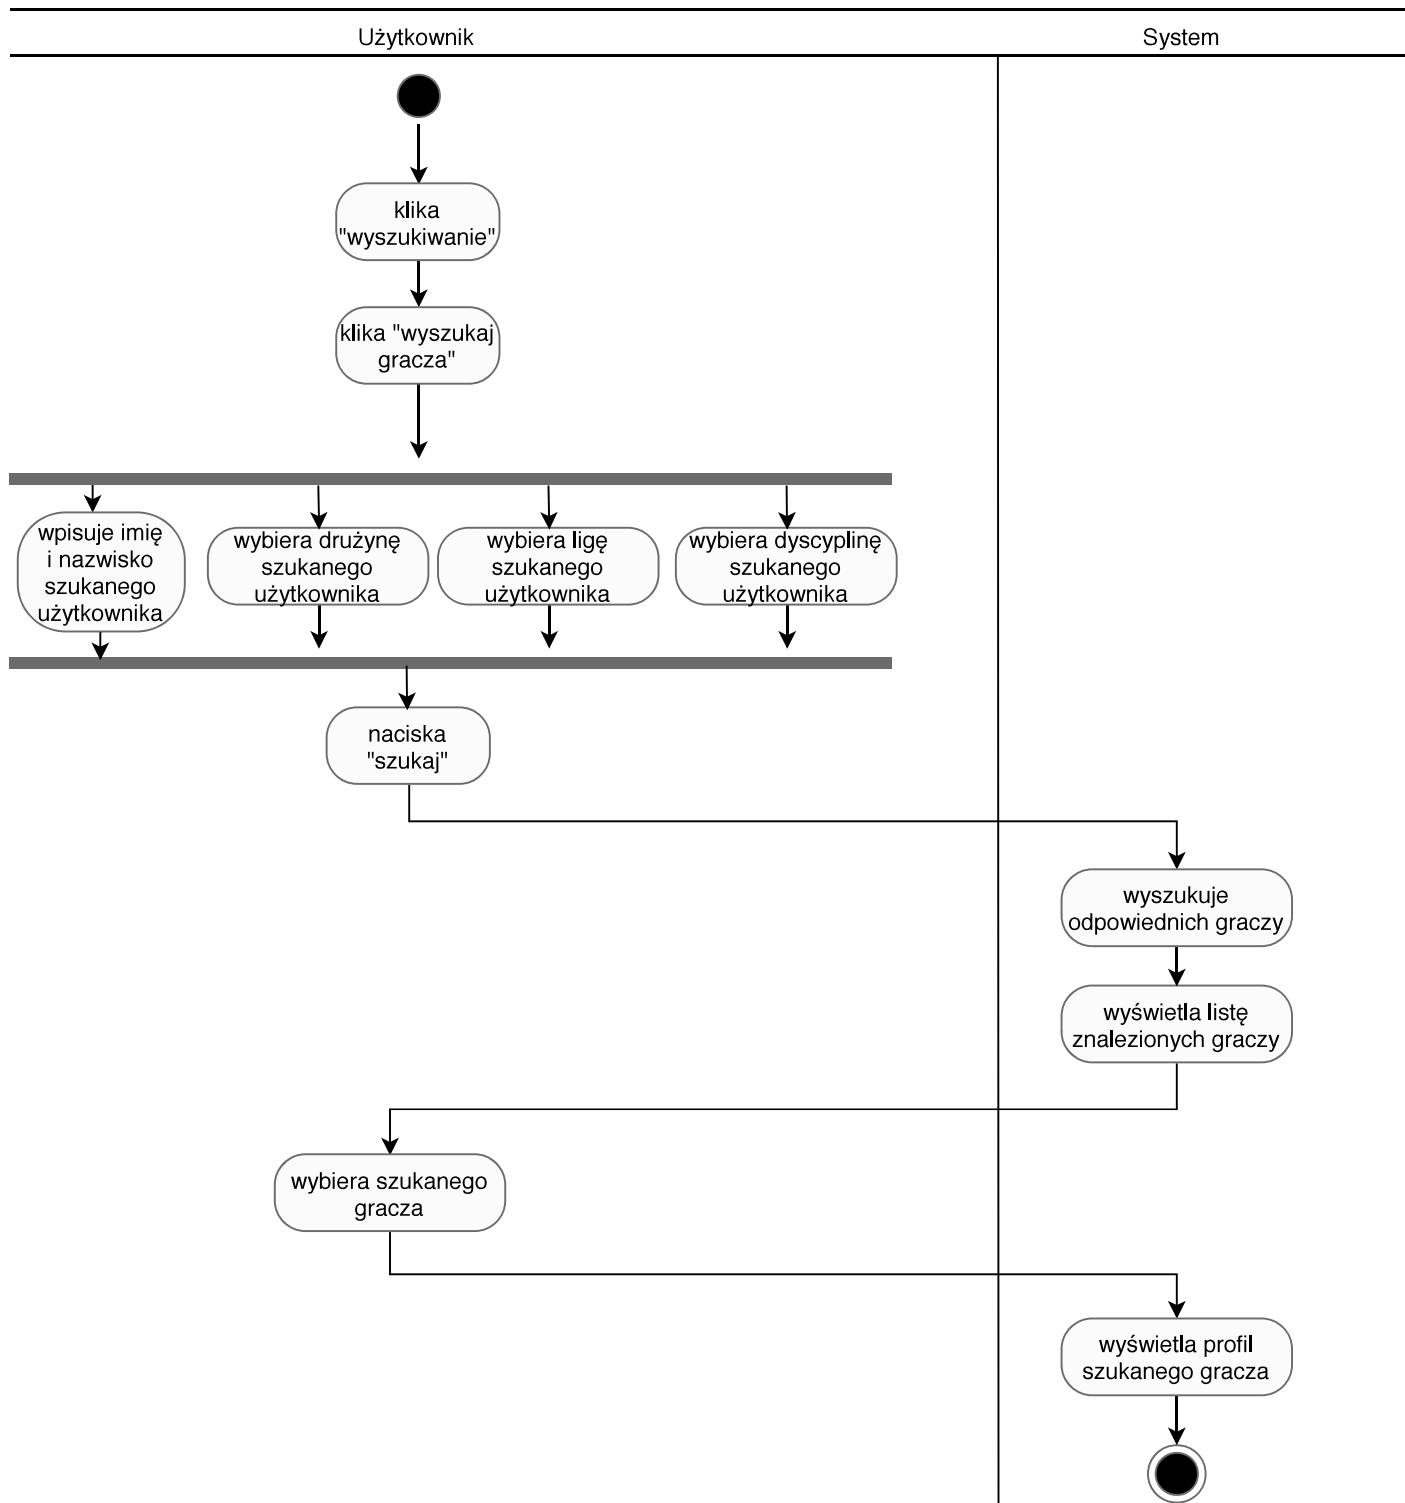 Użytkownik
System
klika
"wyszukiwanie"
klika "wyszukaj
gracza"
wpisuje imię
i nazwisko
szukanego
użytkownika
wybiera drużynę
szukanego
użytkownika
wybiera ligę
szukanego
użytkownika
wybiera dyscyplinę
szukanego
użytkownika
naciska
"szukaj"
wyszukuje
odpowiednich graczy
wyświetla listę
znalezionych graczy
wybiera szukanego
gracza
wyświetla profil
szukanego gracza